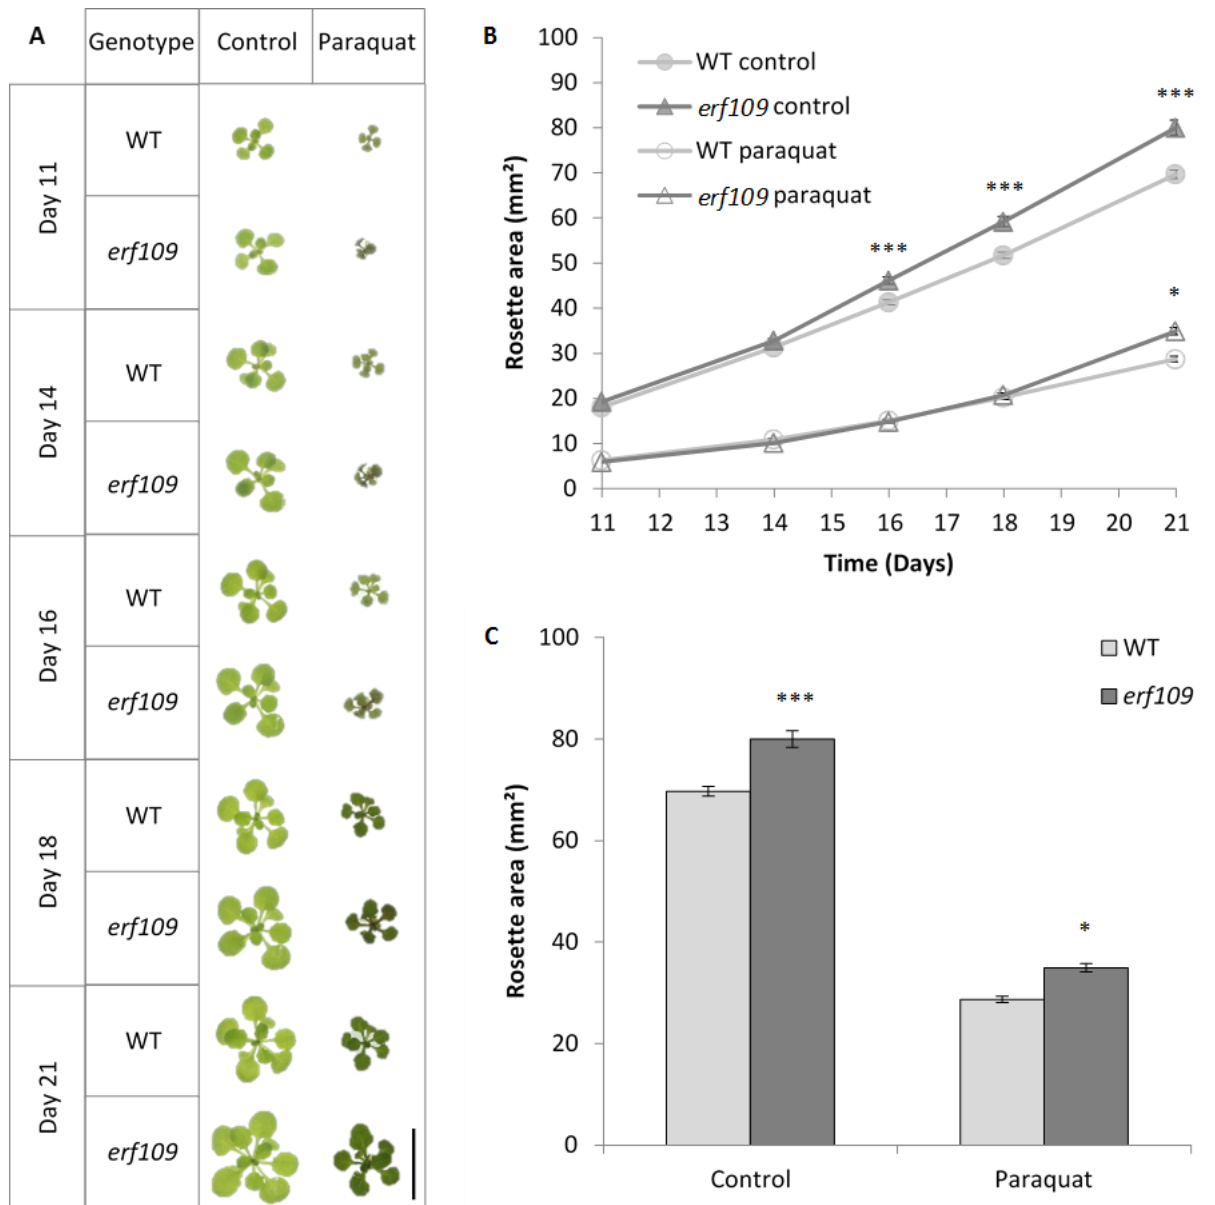 A
Genotype Control Paraquat
Day 11
WT
erf109
Day 14
WT
erf109
Day 16
WT
erf109
Day 18
WT
erf109
Day 21
WT
erf109
B
WT control
erf109 control
WT paraquat
erf109 paraquat
Rosette area (mm²)
100
90
80
70
60
50
40
30
20
10
0
***
***
***
*
11 12 13 14 15 16 17 18 19 20 21
Time (Days)
C
WT
erf109
Rosette area (mm²)
100
80
60
40
20
0
***
*
Control Paraquat